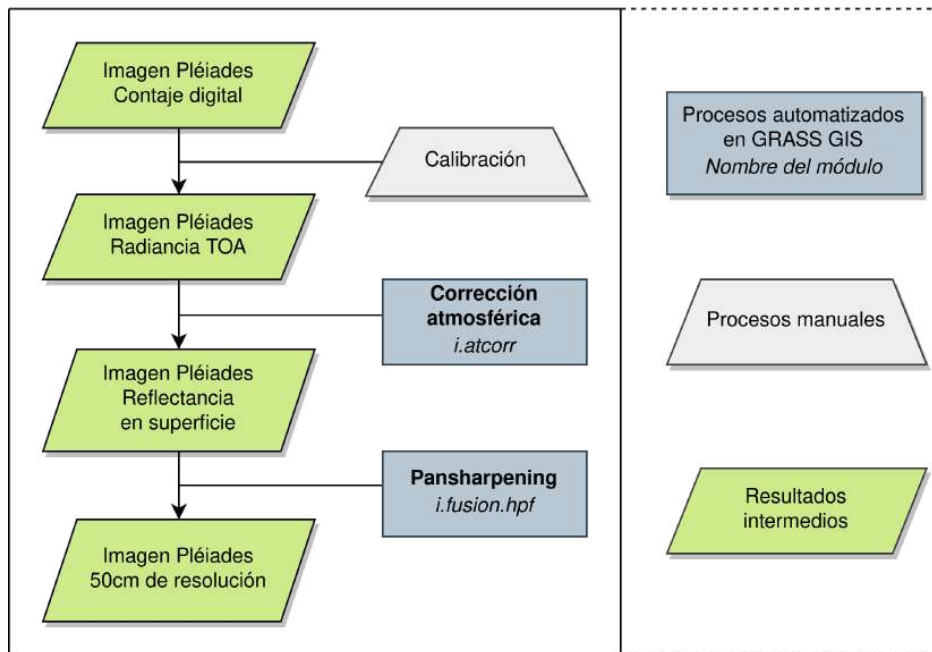 Imagen Pléiades
Contaje digital
Calibración
Imagen Pléiades
Radiancia TOA
Corrección
atmosférica
i.atcorr
Imagen Pléiades
Reflectancia
en superficie
Pansharpening
i.fusion.hpf
Imagen Pléiades
50cm de resolución
Procesos automatizados
en GRASS GIS
Nombre del módulo
Procesos manuales
Resultados
intermedios